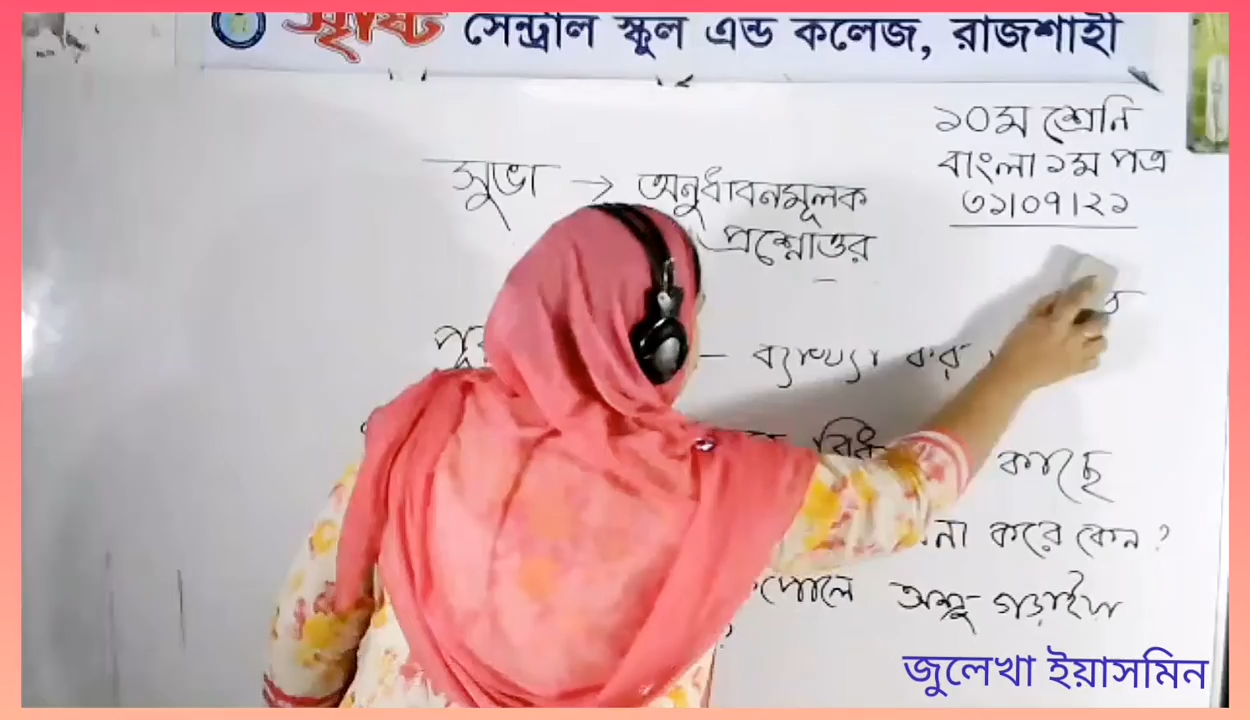 সৃষ্টি সেন্ট্রাল স্কুল এন্ড কলেজ, রাজশাহী
১০ম শ্রেনি
বাংলা ১ম পত্র
৩১|০৭|২১
সুভা → অনুধাবনমূলক
প্রশ্নোত্তর
— ব্যাখ্যা কর।
কাছে
না করে কেন?
কপোলে অশ্রু গড়াইয়া
জুলেখা ইয়াসমিন